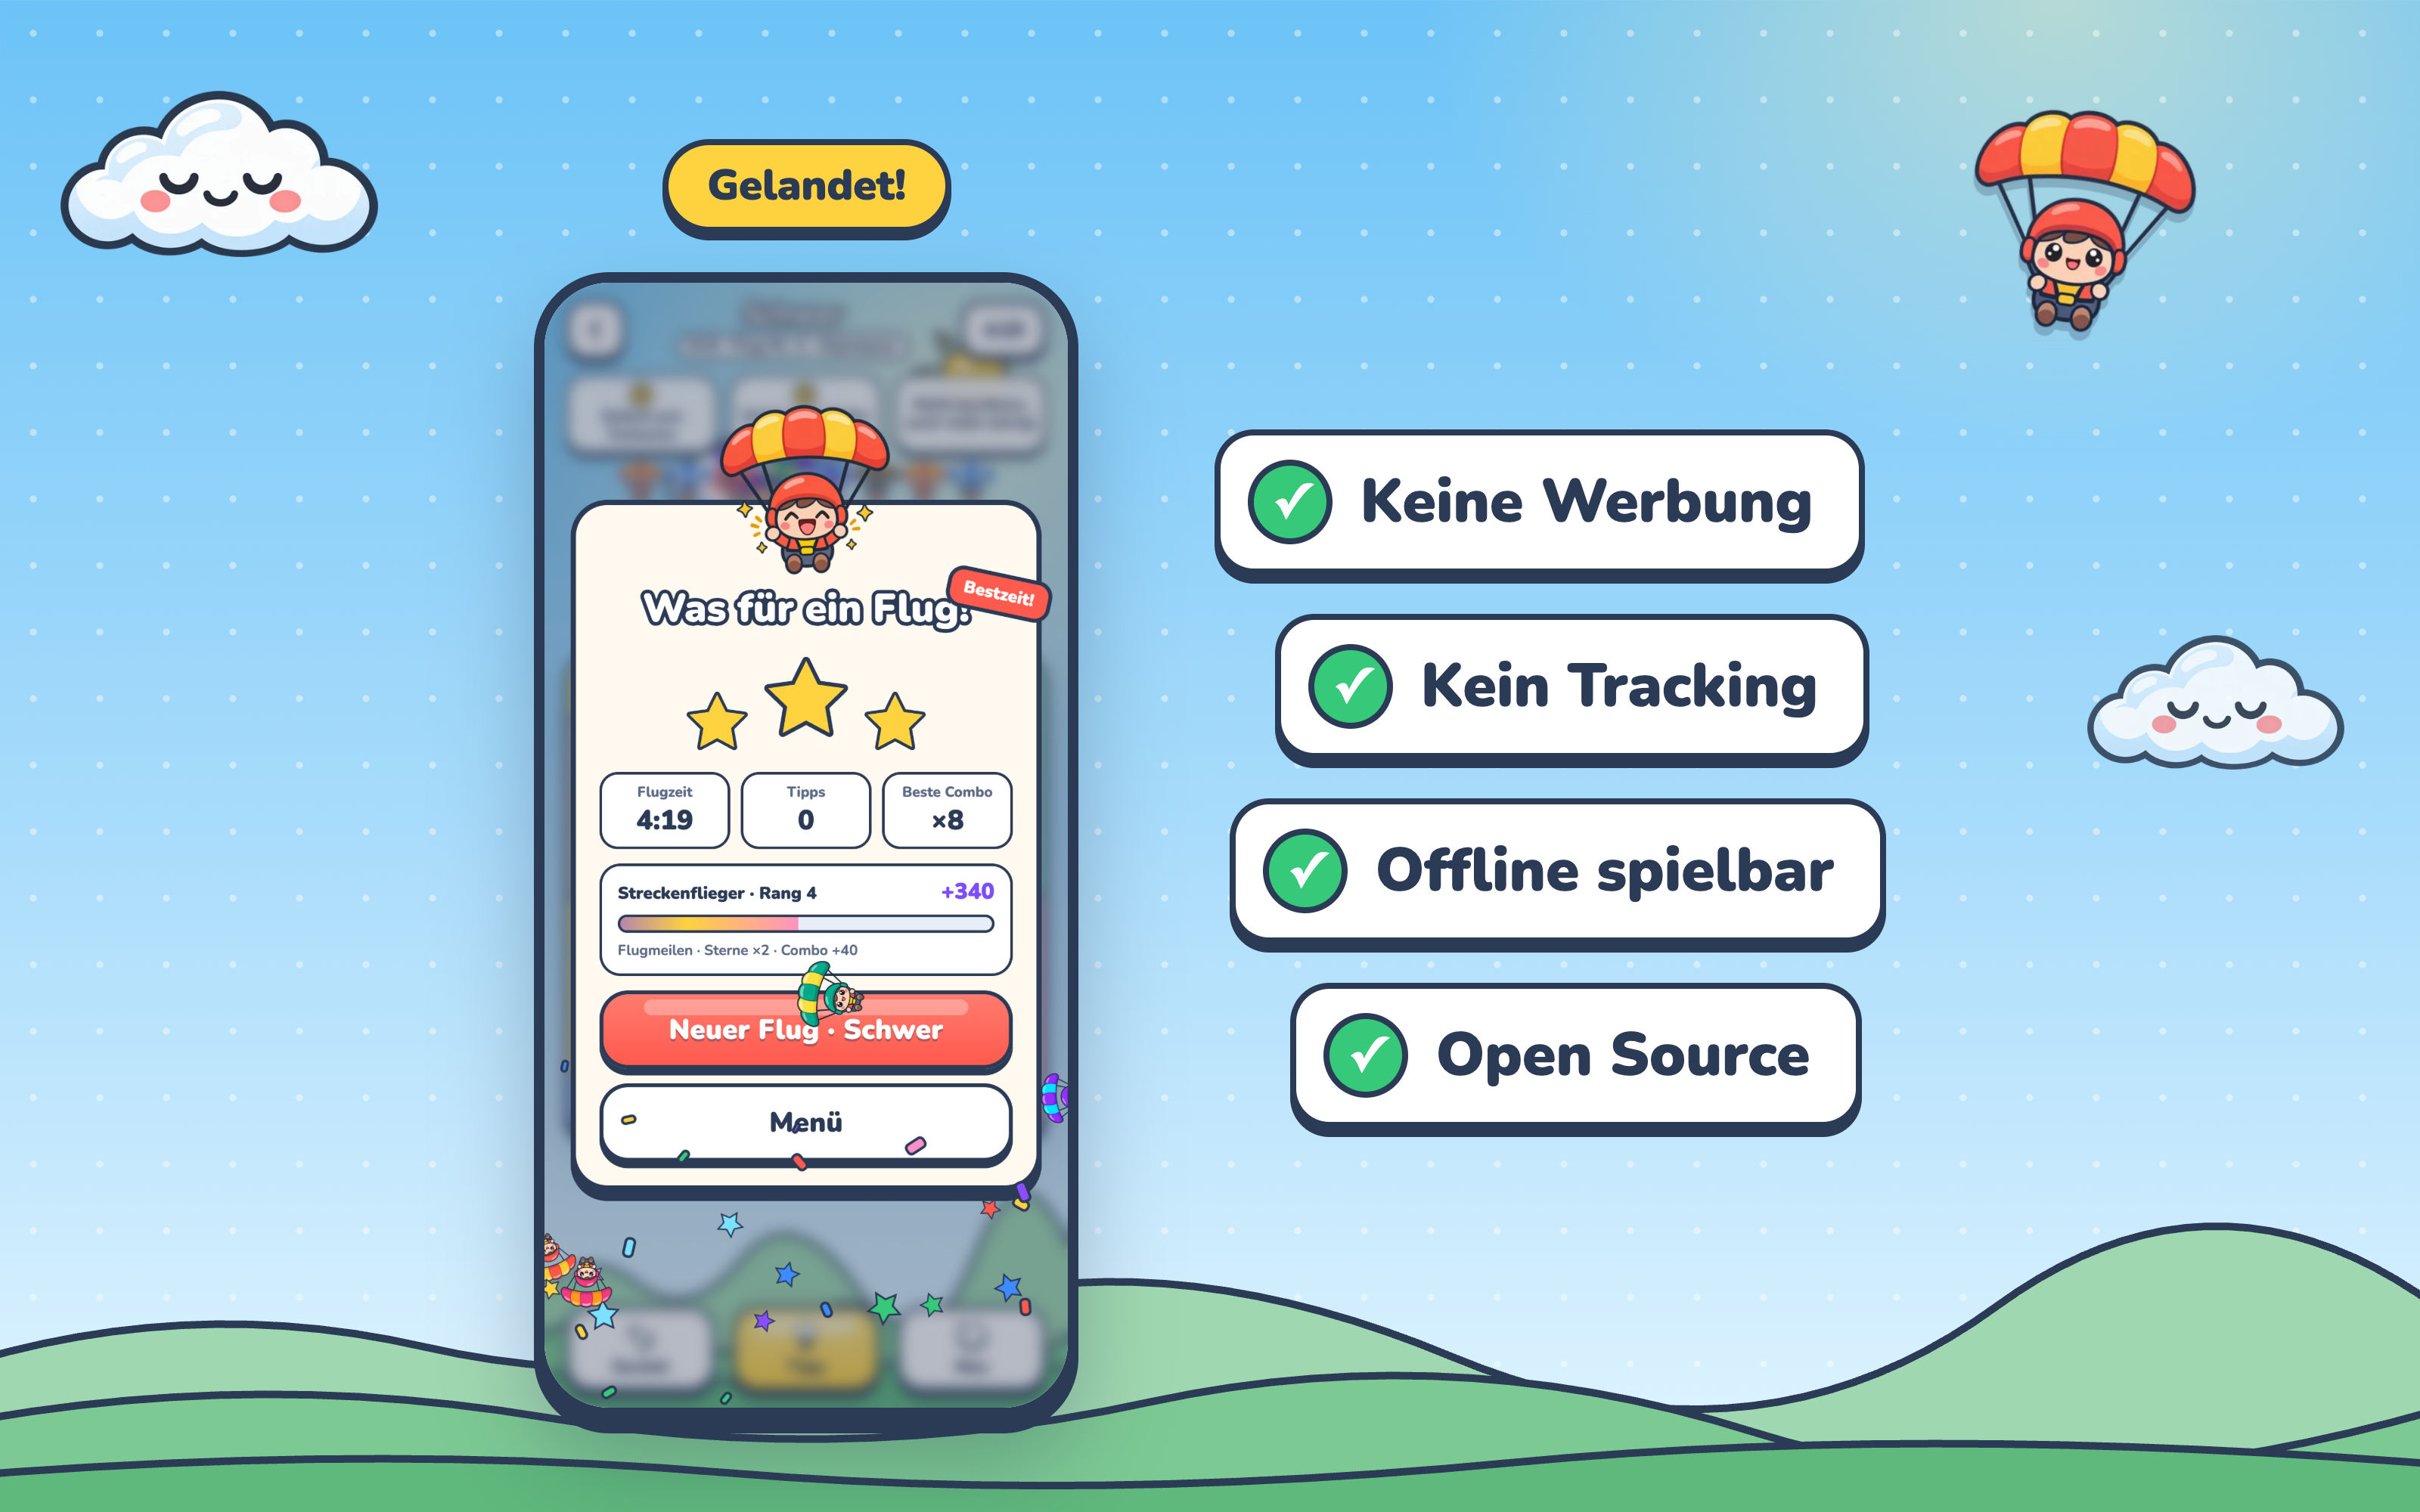 Gelandet!
Was für ein Flug!
Bestzeit!
Flugzeit
4:19
Tipps
0
Beste Combo
×8
Streckenflieger · Rang 4
+340
Flugmeilen · Sterne ×2 · Combo +40
Neuer Flug · Schwer
Menü
Keine Werbung
Kein Tracking
Offline spielbar
Open Source